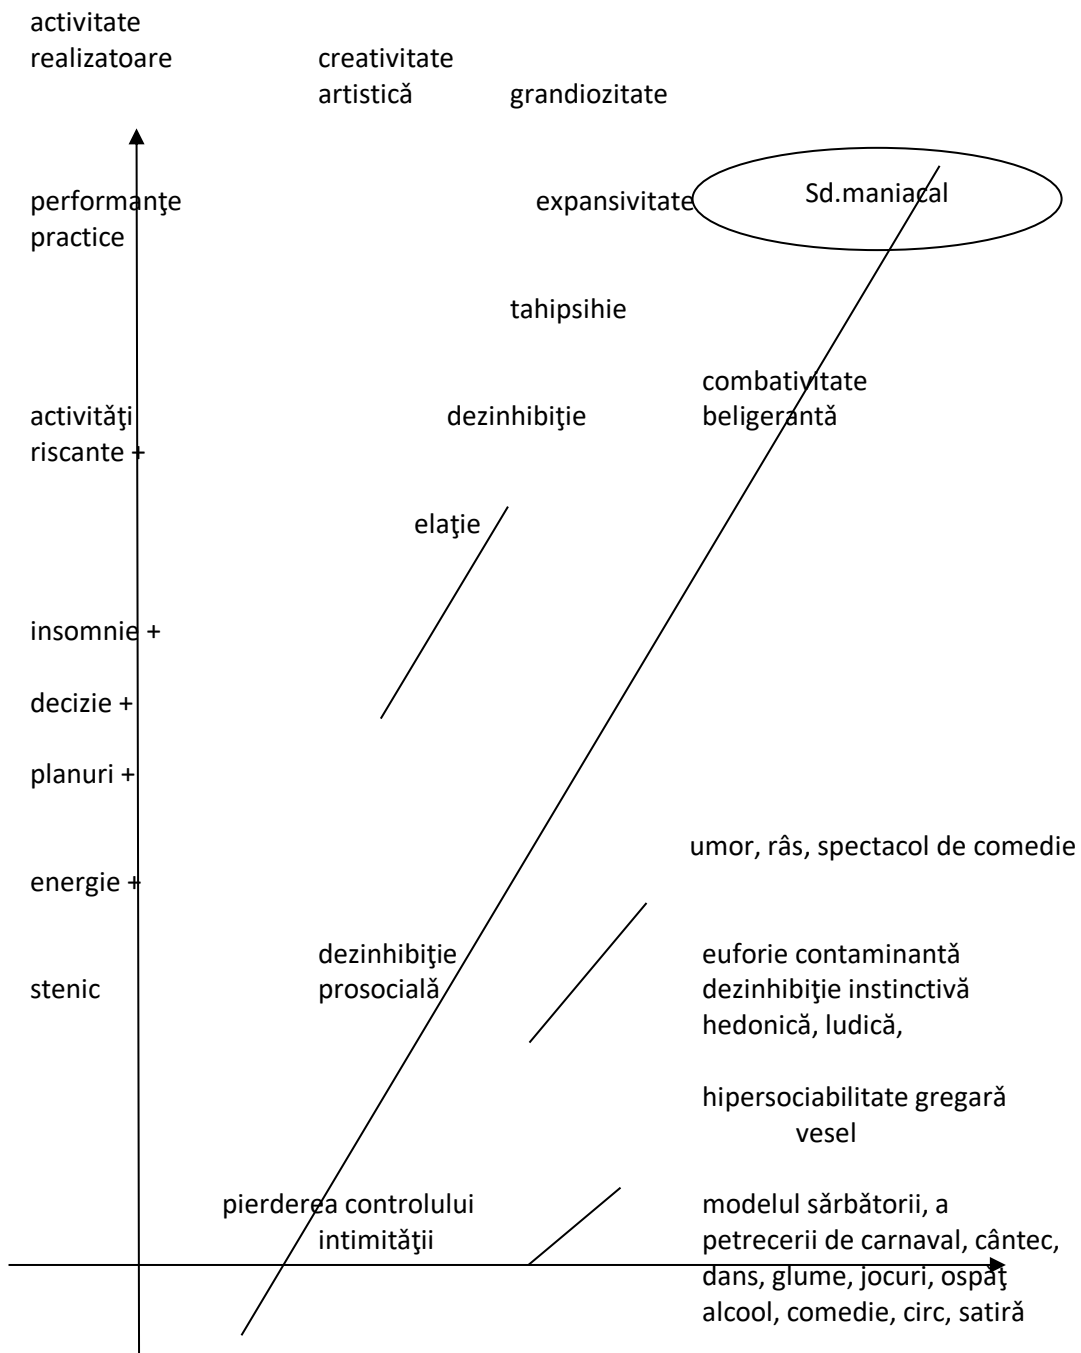 activitate
realizatoare
creativitate
artistică
grandiozitate
performanţe
practice
expansivitate
Sd.maniacal
tahipsihie
combativitate
beligerantă
activităţi
riscante +
dezinhibiţie
elaţie
insomnie +
decizie +
planuri +
umor, râs, spectacol de comedie
energie +
dezinhibiţie
prosocială
euforie contaminantă
dezinhibiţie instinctivă
hedonică, ludică,
stenic
hipersociabilitate gregară
vesel
pierderea controlului
intimităţii
modelul sărbătorii, a
petrecerii de carnaval, cântec,
dans, glume, jocuri, ospăţ
alcool, comedie, circ, satiră